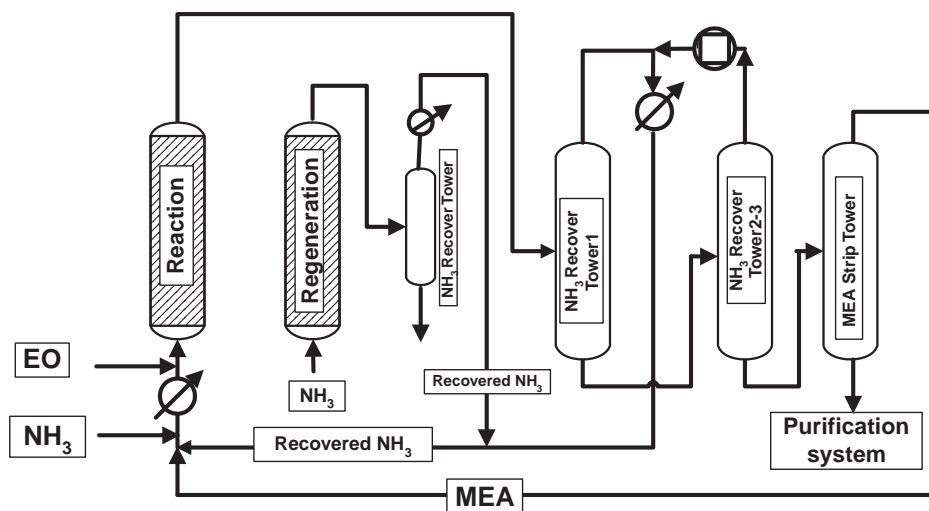 Reaction
Regeneration
NH₃ Recover Tower
NH₃ Recover
Tower1
NH₃ Recover
Tower2-3
MEA Strip Tower
EO
NH₃
NH₃
Recovered NH₃
Recovered NH₃
Purification
system
MEA